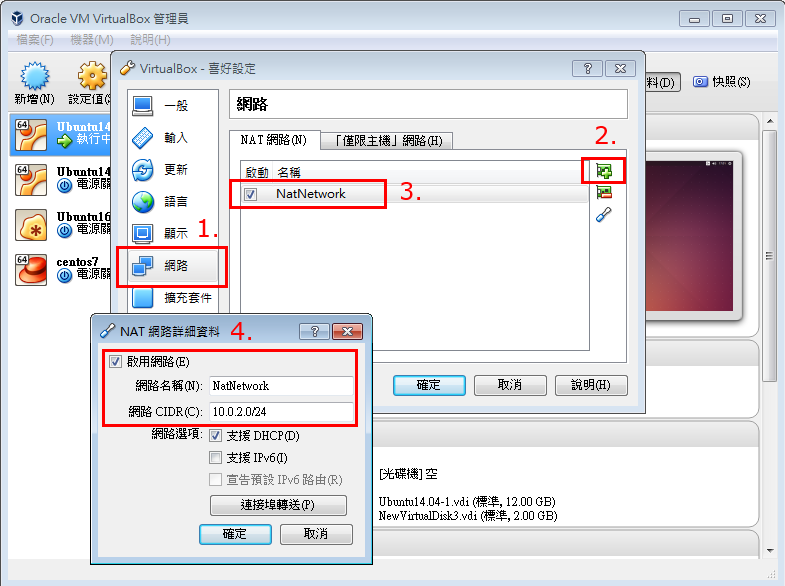 Oracle VM VirtualBox 管理員
檔案(F) 機器(M) 說明(H)
新增(N) 設定值(S
料(D) 快照(S)
Ubuntu14
執行中
Ubuntu14
電源關
Ubuntu16
電源關
centos7
電源關
VirtualBox - 喜好設定
一般
輸入
更新
語言
顯示
1.
網路
擴充套件
網路
NAT 網路(N) 「僅限主機」網路(H)
2.
啟動 名稱
NatNetwork
3.
確定 取消 說明(H)
NAT 網路詳細資料
4.
啟用網路(E)
網路名稱(N): NatNetwork
網路 CIDR(C): 10.0.2.0/24
網路選項: 支援 DHCP(D)
支援 IPv6(I)
宣告預設 IPv6 路由(R)
連接埠轉送(P)
確定 取消
[光碟機] 空
Ubuntu14.04-1.vdi (標準, 12.00 GB)
NewVirtualDisk3.vdi (標準, 2.00 GB)